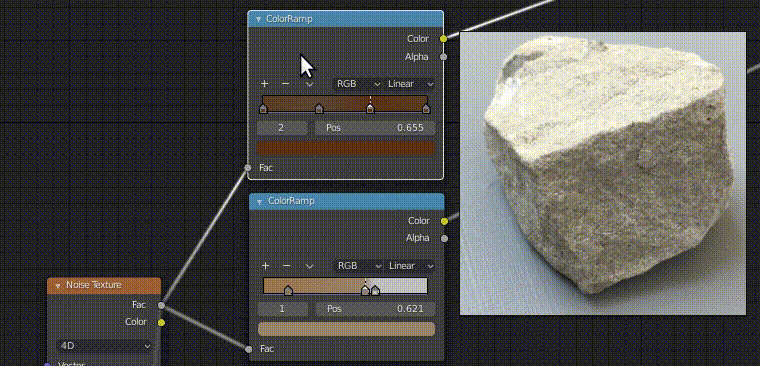 ColorRamp
Color
Alpha
RGB
Linear
2
Pos
0.655
Fac
ColorRamp
Color
Alpha
RGB
Linear
1
Pos
0.621
Fac
Noise Texture
Fac
Color
4D
Vector